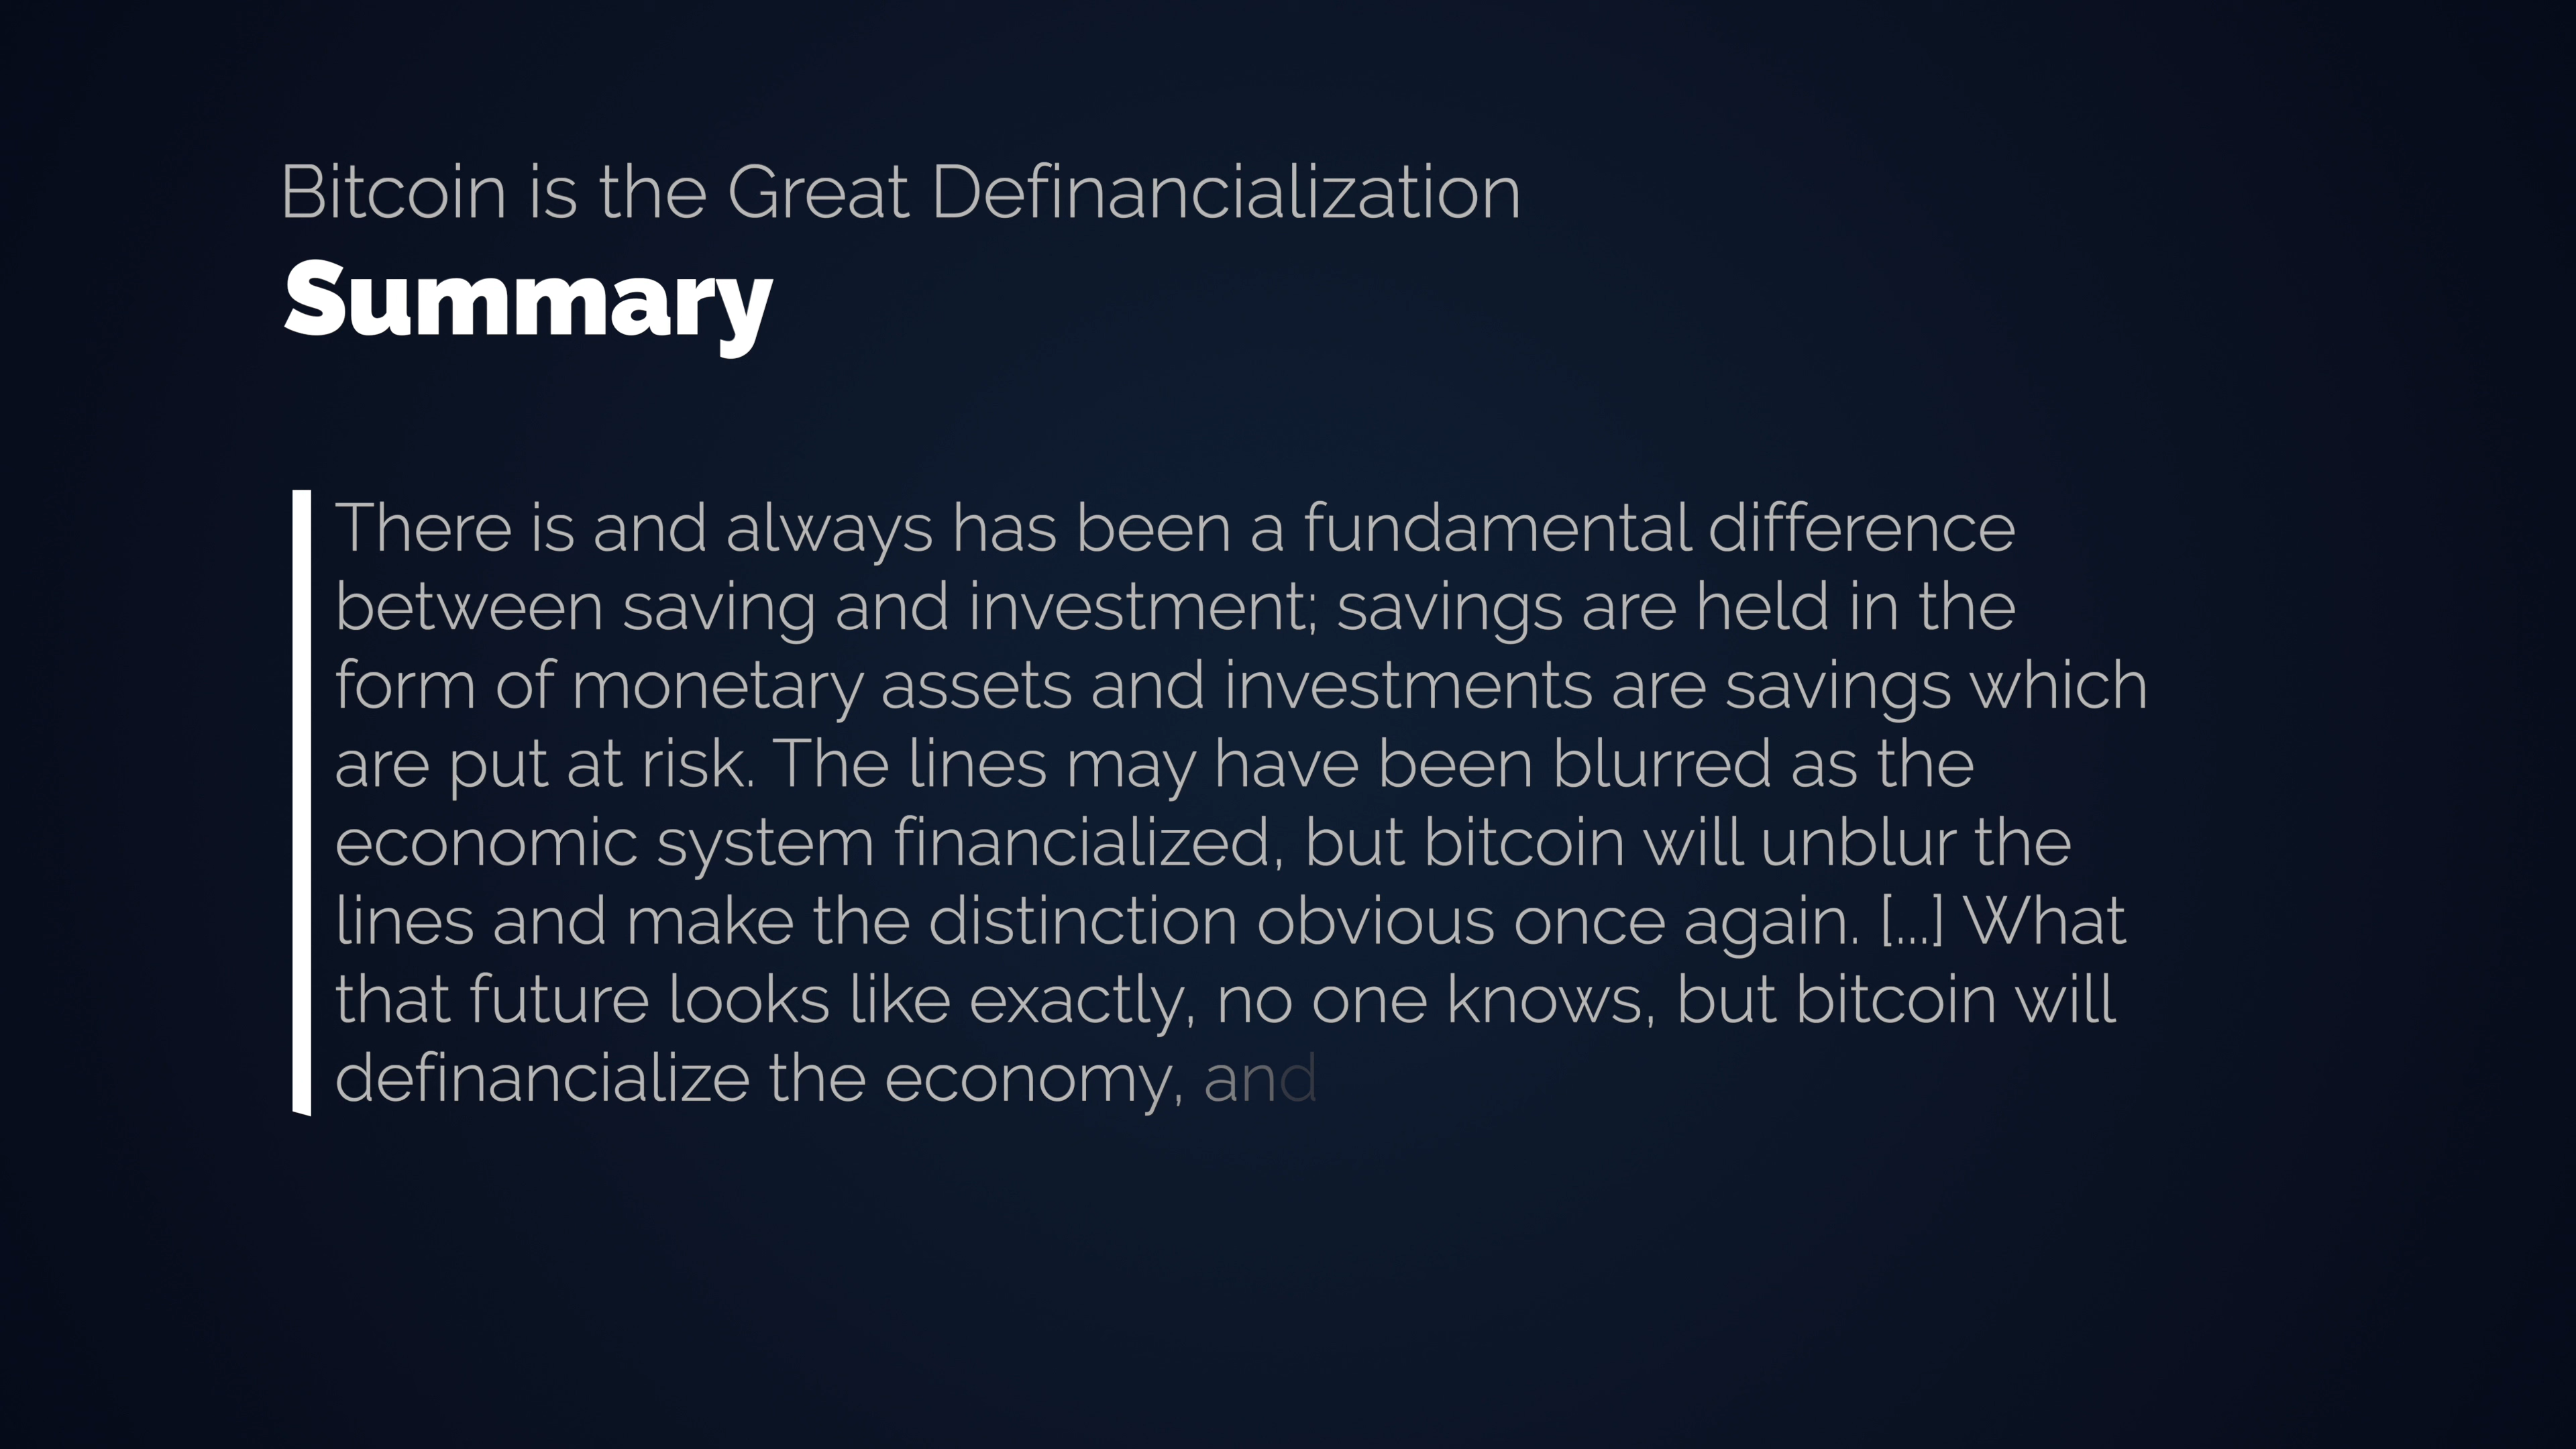 Bitcoin is the Great Definancialization
Summary
There is and always has been a fundamental difference
between saving and investment; savings are held in the
form of monetary assets and investments are savings which
are put at risk. The lines may have been blurred as the
economic system financialized, but bitcoin will unblur the
lines and make the distinction obvious once again. [...] What
that future looks like exactly, no one knows, but bitcoin will
definancialize the economy, and